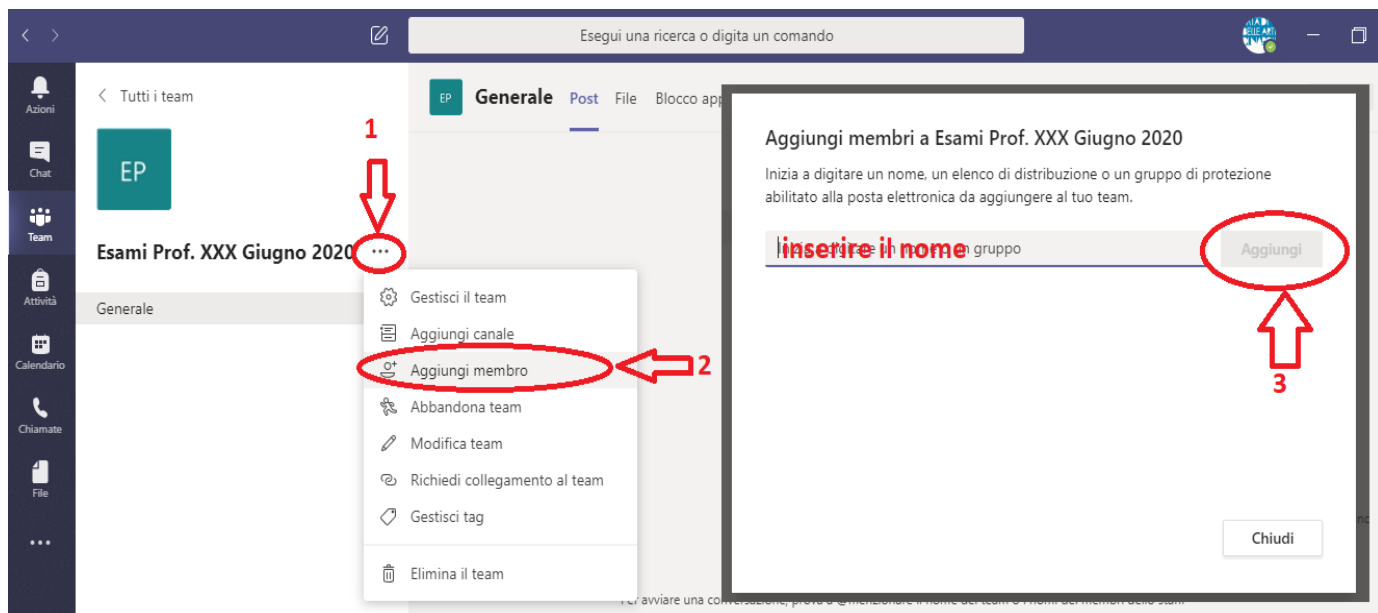 Esegui una ricerca o digita un comando
Azioni
Chat
Team
Attività
Calendario
Chiamate
File
Tutti i team
EP
Esami Prof. XXX Giugno 2020
Generale
1
EP
Generale Post File Blocco app
Gestisci il team
Aggiungi canale
Aggiungi membro
Abbandona team
Modifica team
Richiedi collegamento al team
Gestisci tag
Elimina il team
2
Aggiungi membri a Esami Prof. XXX Giugno 2020
Inizia a digitare un nome, un elenco di distribuzione o un gruppo di protezione
abilitato alla posta elettronica da aggiungere al tuo team.
inserire il nome
gruppo
Aggiungi
3
Chiudi